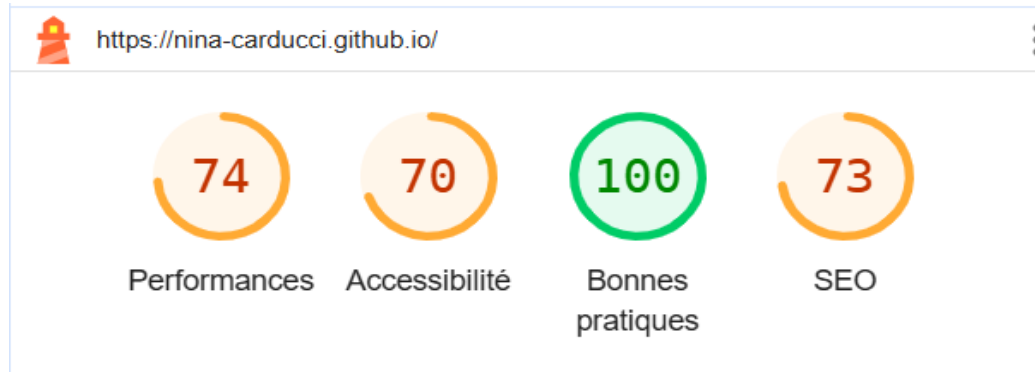 https://nina-carducci.github.io/
74
70
100
73
Performances
Accessibilité
Bonnes
pratiques
SEO